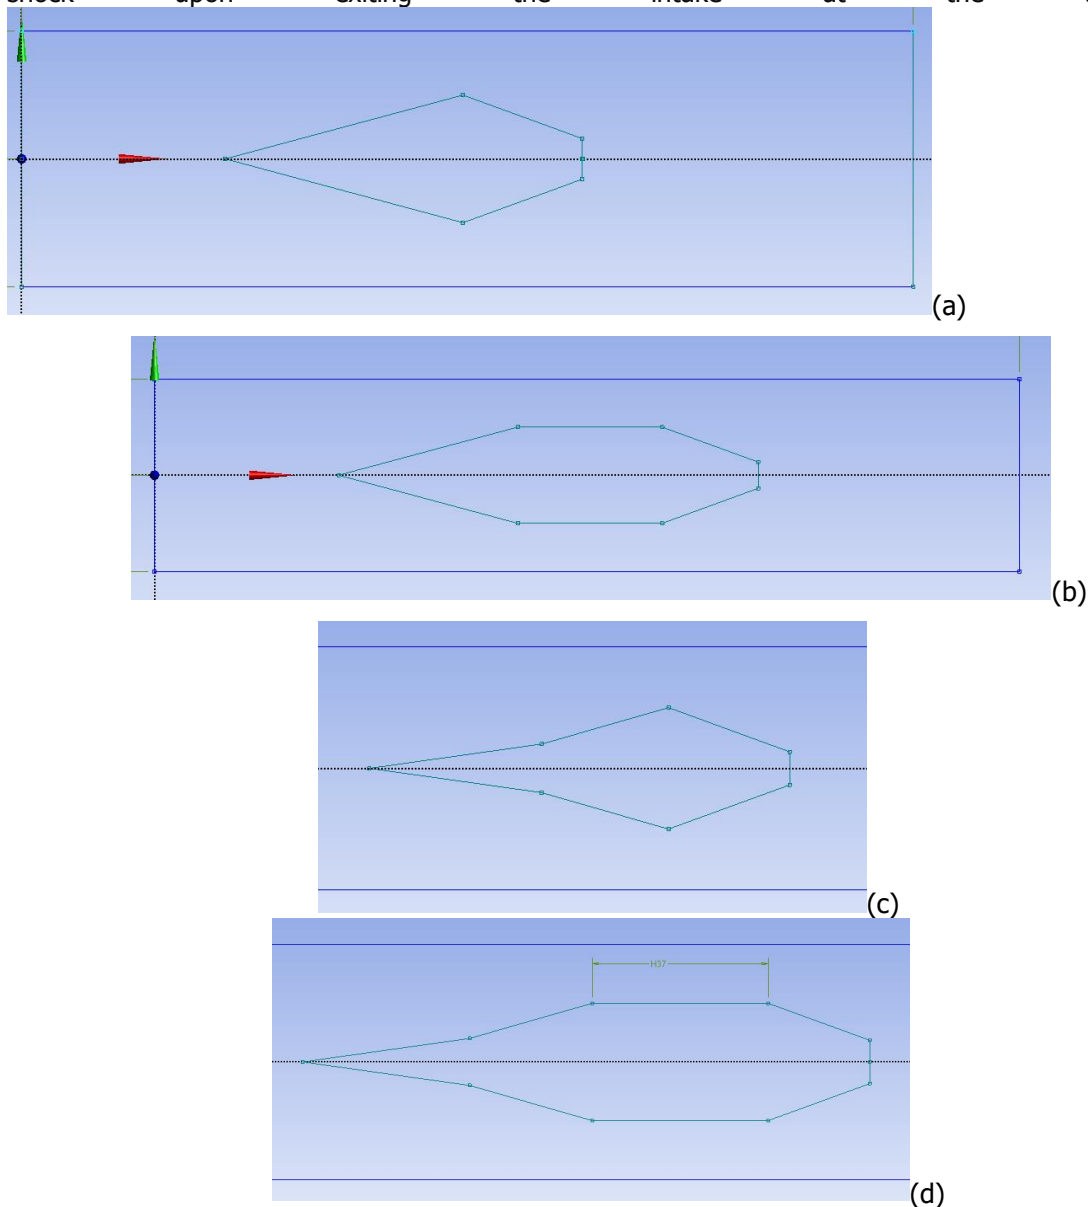 shock upon exiting the intake at the
(a)
(b)
(c)
H37
(d)